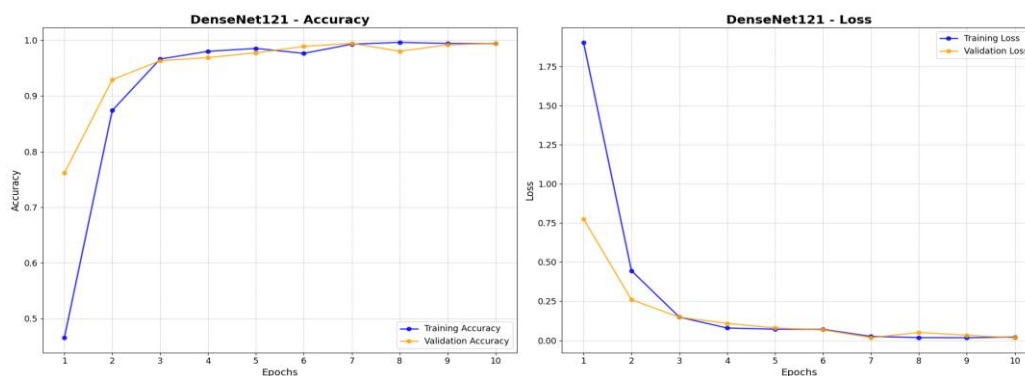 DenseNet121 - Accuracy
1.0
0.9
0.8
0.7
0.6
0.5
Accuracy
Training Accuracy
Validation Accuracy
1 2 3 4 5 6 7 8 9 10
Epochs
DenseNet121 - Loss
Training Loss
Validation Loss
1.75
1.50
1.25
1.00
0.75
0.50
0.25
0.00
Loss
1 2 3 4 5 6 7 8 9 10
Epochs